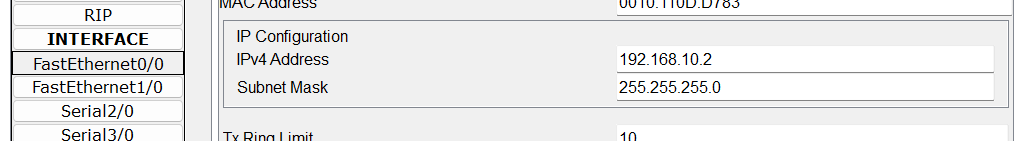 MAC Address 0010.110D.D783
RIP
INTERFACE
IP Configuration
FastEthernet0/0
IPv4 Address 192.168.10.2
FastEthernet1/0
Subnet Mask 255.255.255.0
Serial2/0
Serial3/0
Tx Ring Limit 10